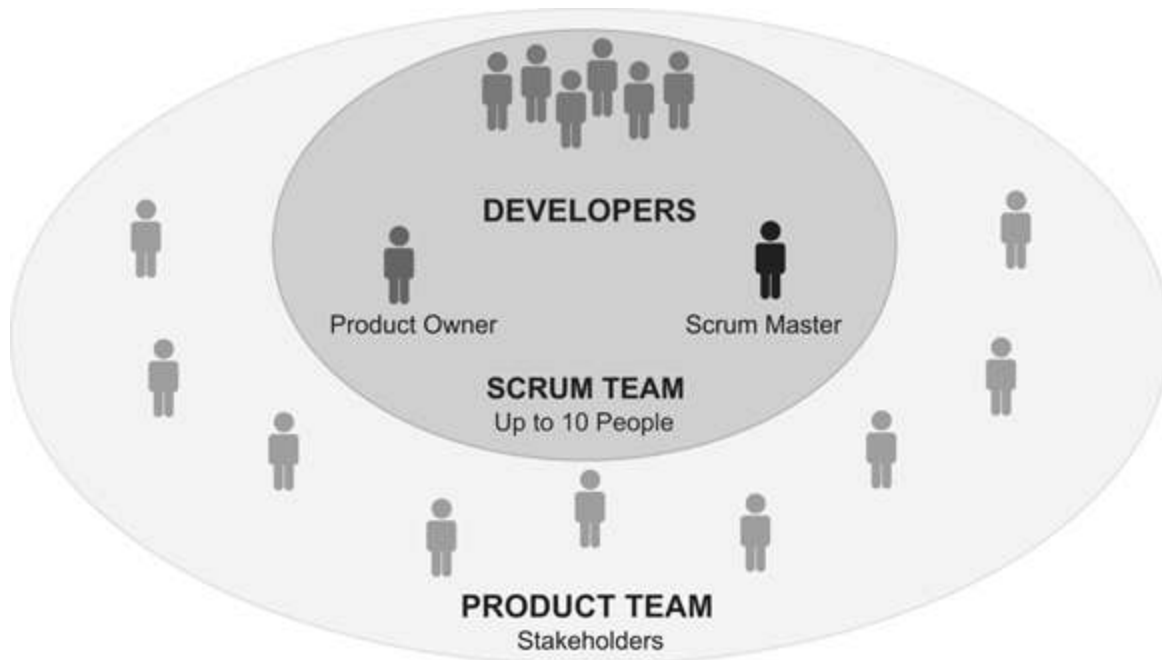 DEVELOPERS
Product Owner
Scrum Master
SCRUM TEAM
Up to 10 People
PRODUCT TEAM
Stakeholders